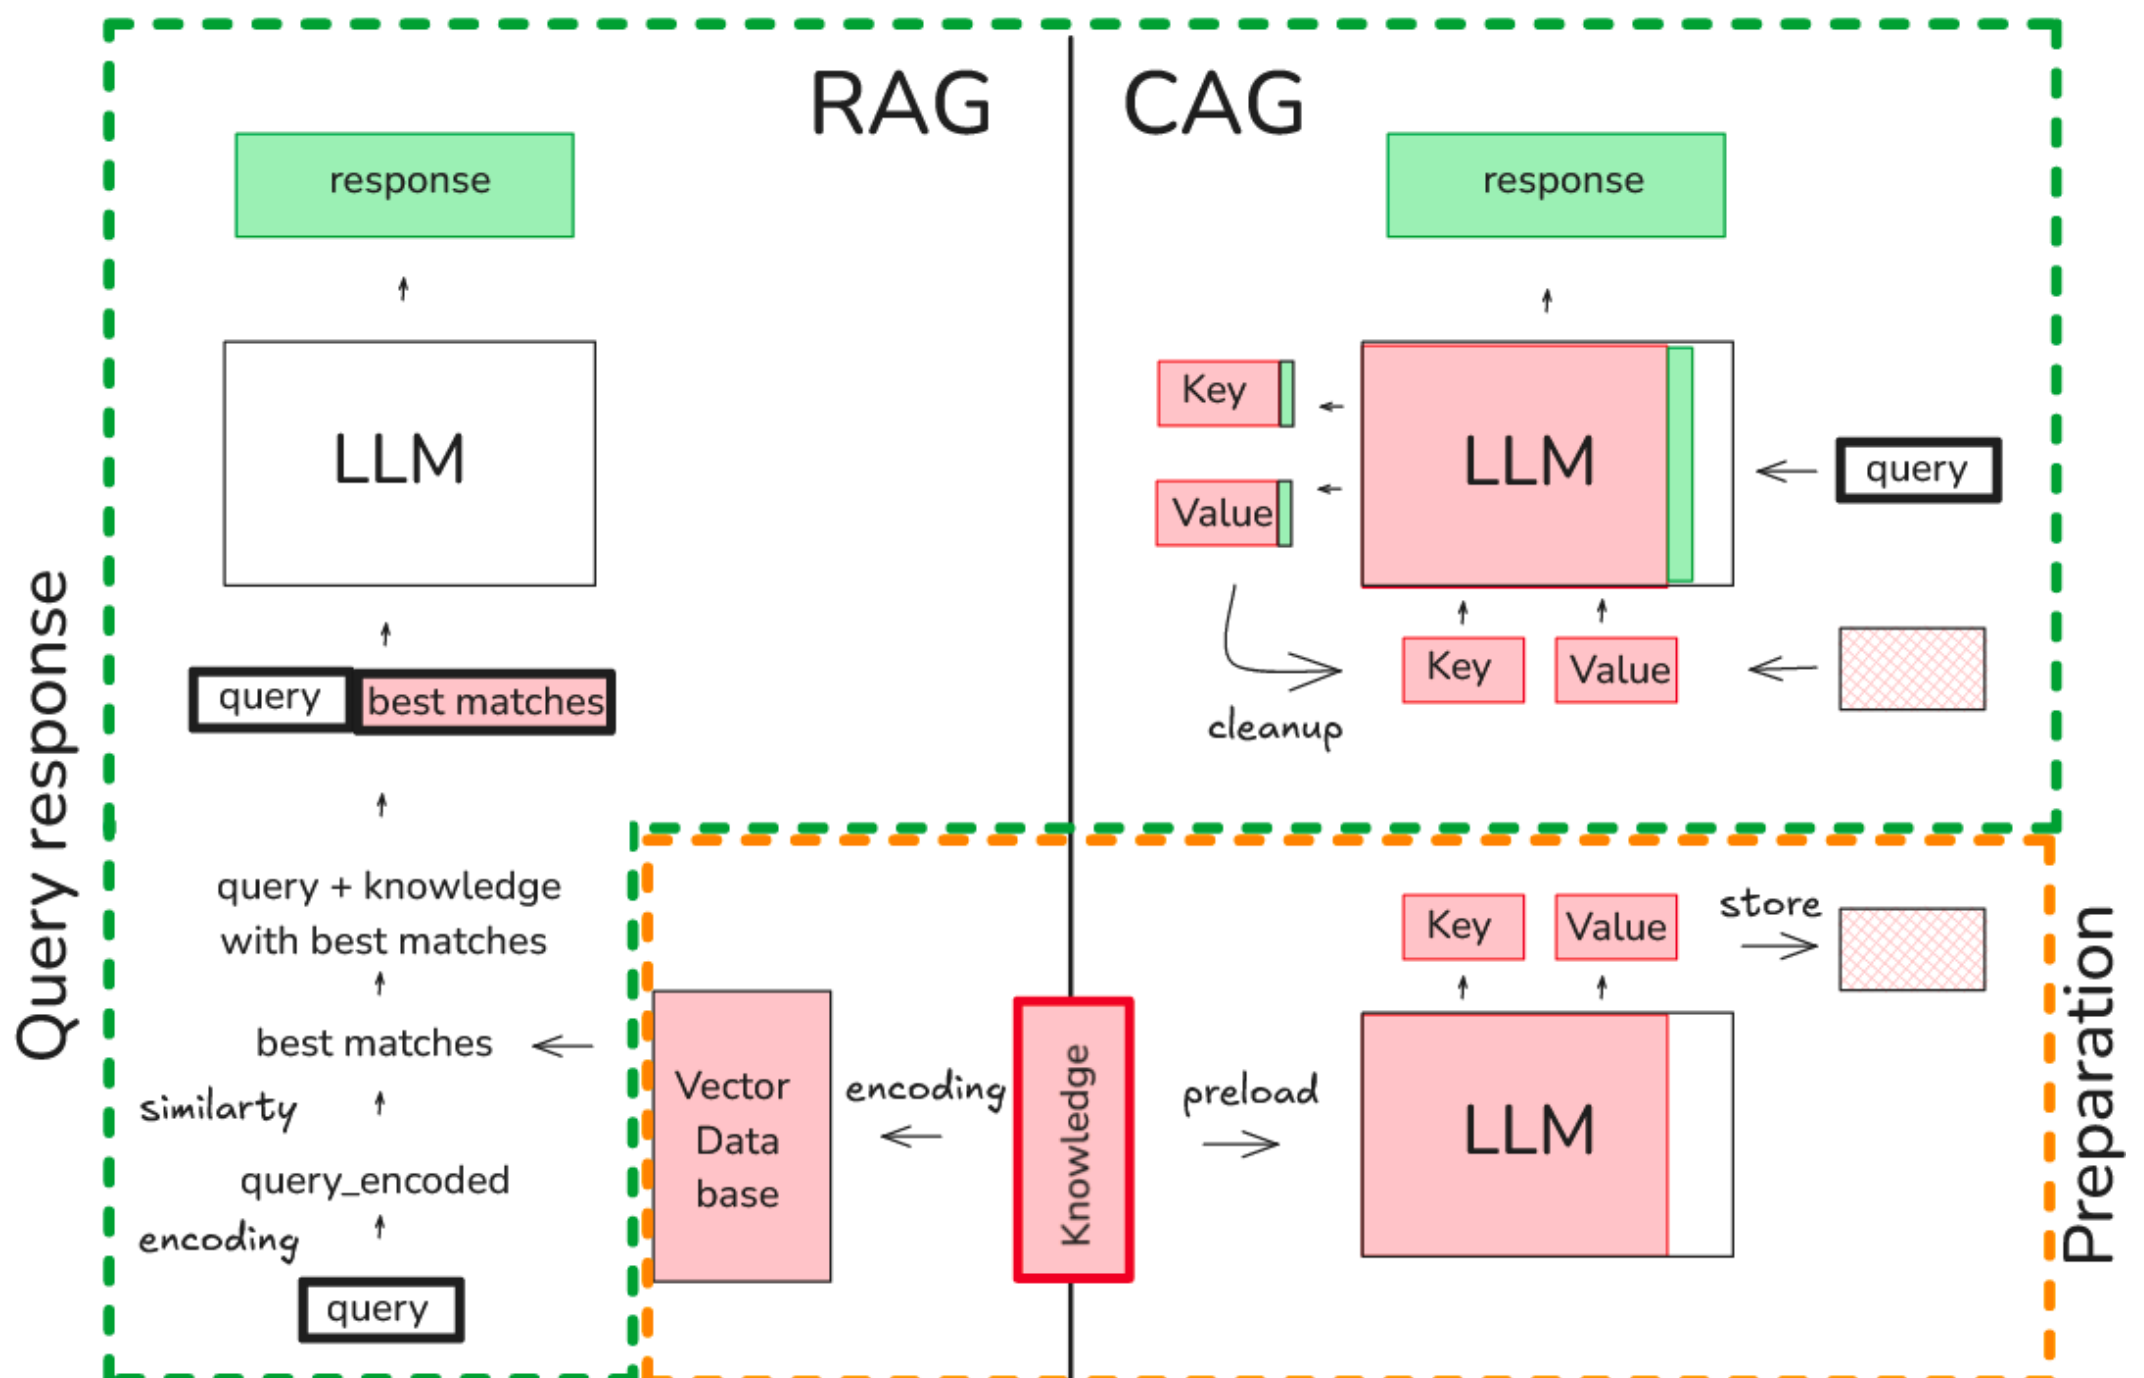 RAG
response
LLM
query
best matches
query + knowledge
with best matches
best matches
similarty
query_encoded
encoding
query
Query response
Vector
Data
base
encoding
Knowledge
CAG
response
Key
Value
LLM
query
Key
Value
cleanup
Key
Value
store
preload
LLM
Preparation